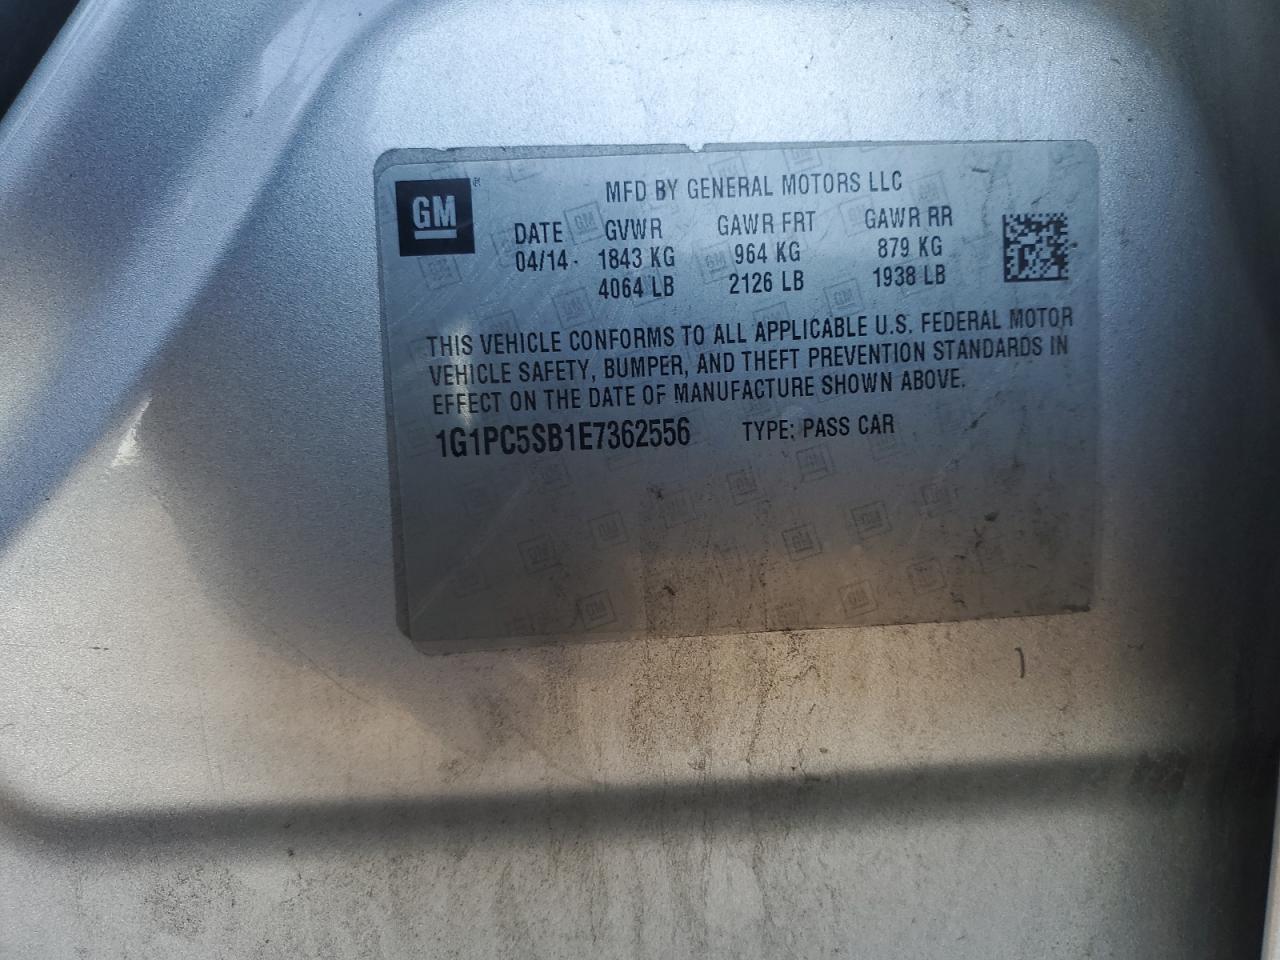 GM
MFD BY GENERAL MOTORS LLC
DATE GVWR GAWR FRT GAWR RR
04/14 1843 KG 964 KG 879 KG
4064 LB 2126 LB 1938 LB
THIS VEHICLE CONFORMS TO ALL APPLICABLE U.S. FEDERAL MOTOR
VEHICLE SAFETY, BUMPER, AND THEFT PREVENTION STANDARDS IN
EFFECT ON THE DATE OF MANUFACTURE SHOWN ABOVE.
1G1PC5SB1E7362556 TYPE: PASS CAR